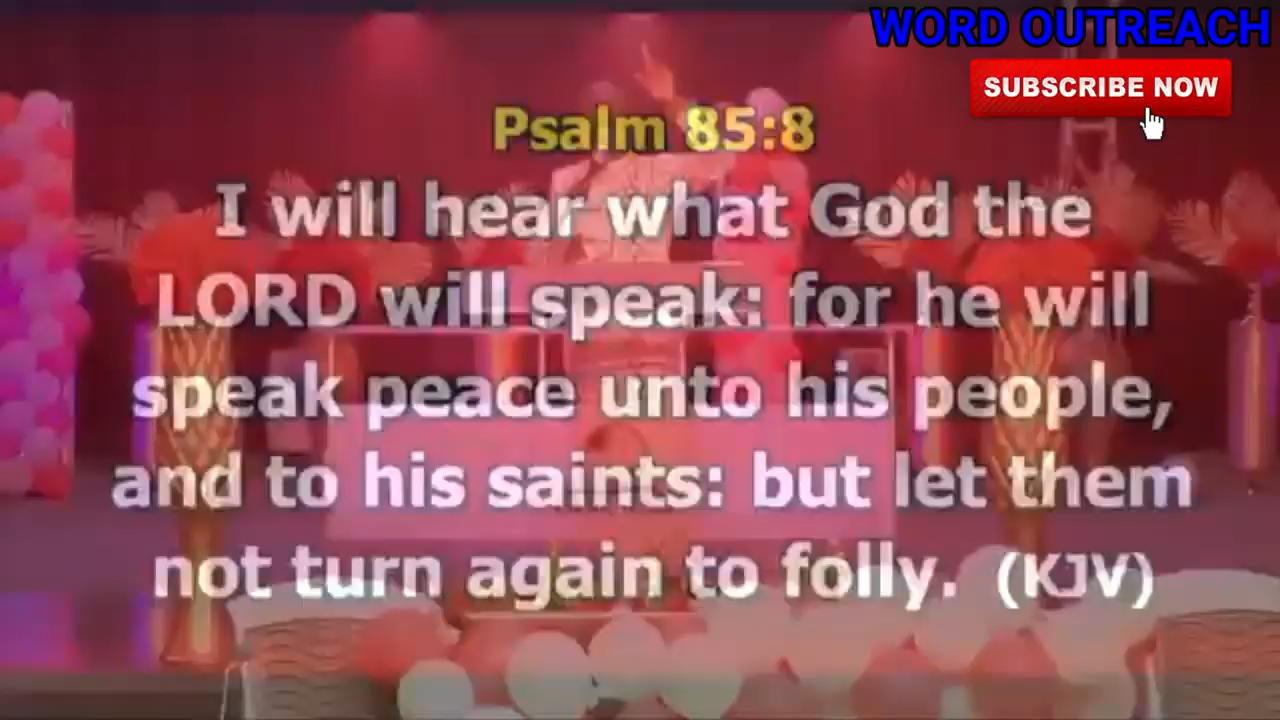 WORD OUTREACH
SUBSCRIBE NOW
Psalm 85:8
I will hear what God the
LORD will speak: for he will
speak peace unto his people,
and to his saints: but let them
not turn again to folly. (KJV)